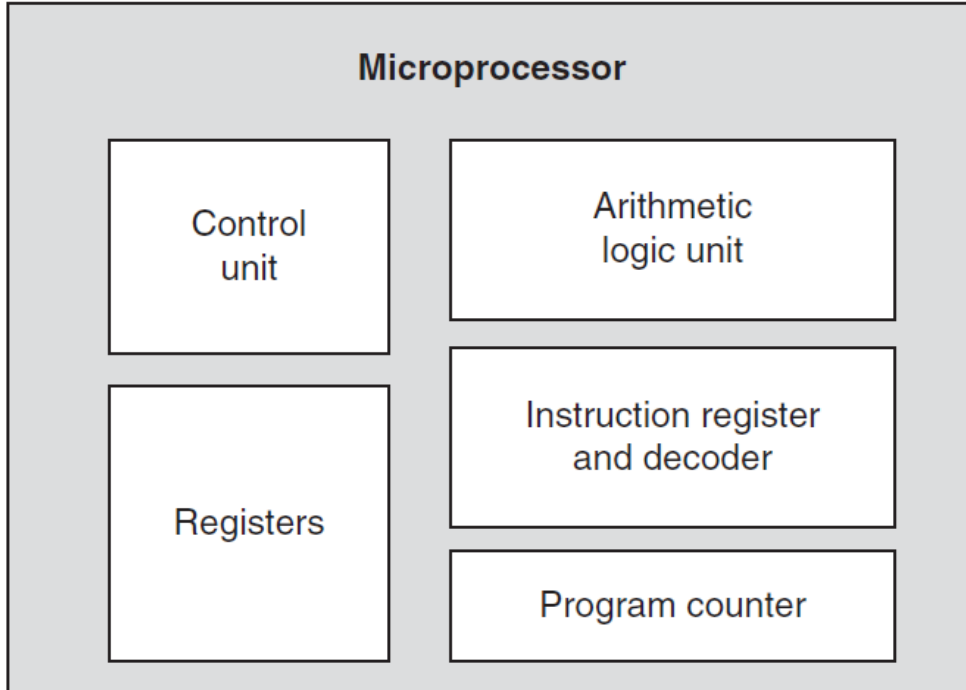 Microprocessor
Control
unit
Arithmetic
logic unit
Registers
Instruction register
and decoder
Program counter